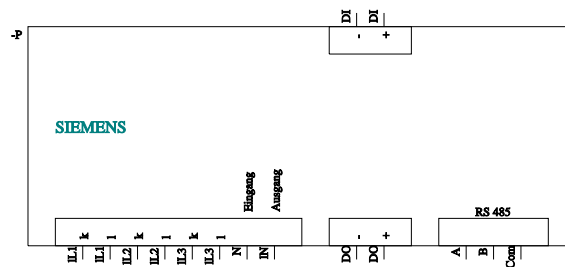 DI DI
-P
- +
SIEMENS
Eingang
Ausgang
RS 485
k l k l k l
- +
IL1 IL1 IL2 IL2 IL3 IL3 N IN
DO DO
A B Com